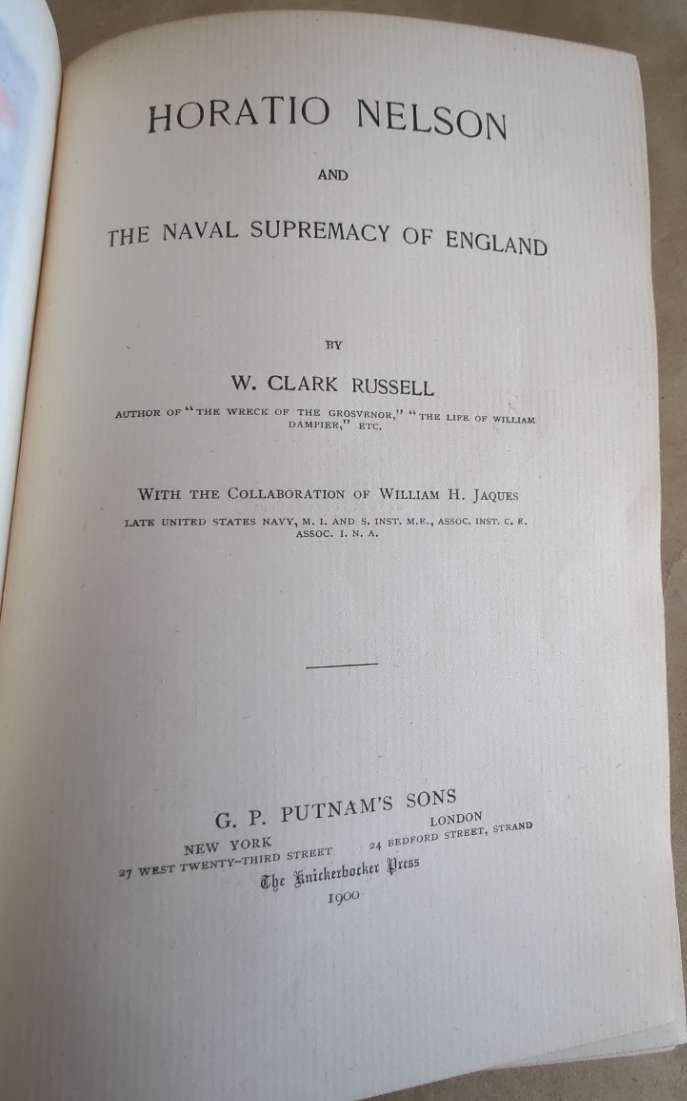 HORATIO NELSON
AND
THE NAVAL SUPREMACY OF ENGLAND
BY
W. CLARK RUSSELL
AUTHOR OF "THE WRECK OF THE GROSVENOR," "THE LIFE OF WILLIAM
DAMPIER," ETC.
WITH THE COLLABORATION OF WILLIAM H. JAQUES
LATE UNITED STATES NAVY, M. I. AND S. INST. M.E., ASSOC. INST. C. E.
ASSOC. I. N. A.
G. P. PUTNAM'S SONS
NEW YORK
27 WEST TWENTY-THIRD STREET
LONDON
24 BEDFORD STREET, STRAND
The Knickerbocker Press
1900